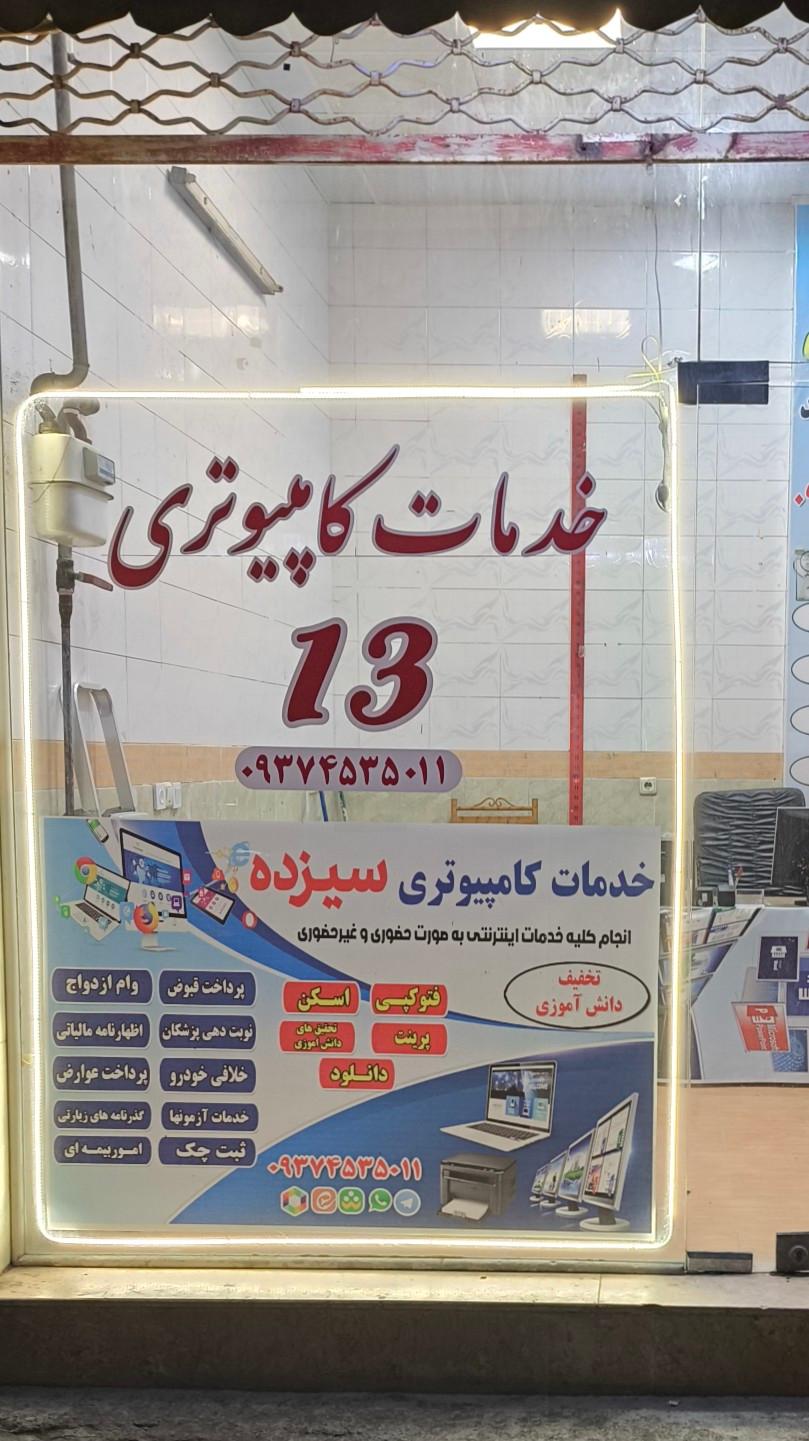 خدمات کامپیوتری
13
۰۹۳۷۴۵۳۵۰۱۱
خدمات کامپیوتری سیزده
انجام کلیه خدمات اینترنتی به صورت حضوری و غیرحضوری
تخفیف
دانش آموزی
فتوکپی
اسکن
پرینت
تحقیق های
دانش آموزی
دانلود
پرداخت قبوض
وام ازدواج
نوبت دهی پزشکان
اظهارنامه مالیاتی
خلافی خودرو
پرداخت عوارض
خدمات آزمونها
گذرنامه های زیارتی
ثبت چک
امور بیمه ای
۰۹۳۷۴۵۳۵۰۱۱
Microsoft
PowerPoint